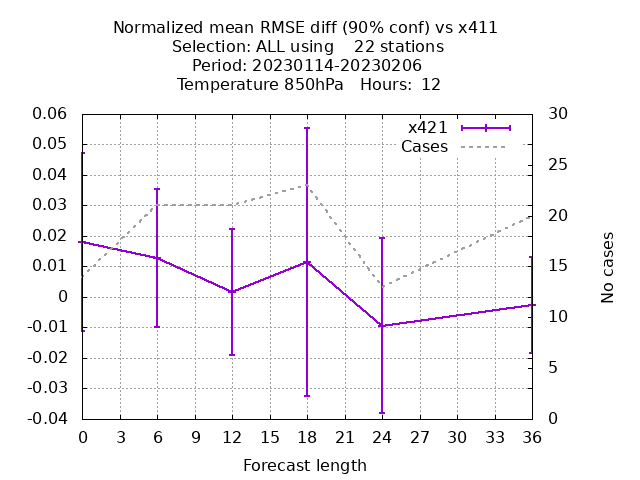 Normalized mean RMSE diff (90% conf) vs x411
Selection: ALL using    22 stations
Period: 20230114-20230206
Temperature 850hPa   Hours:  12
x421
Cases
0.06
0.05
0.04
0.03
0.02
0.01
0
-0.01
-0.02
-0.03
-0.04
30
25
20
15
10
5
0
No cases
0 3 6 9 12 15 18 21 24 27 30 33 36
Forecast length